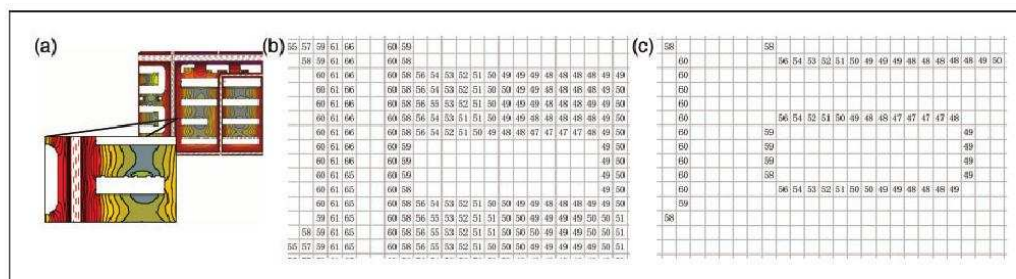 (a)
(b)
(c)
55 57 59 61 66 60 59
58 59 61 66 60 58
60 61 66 60 58 56 54 53 52 51 50 49 49 49 48 48 48 48 49 49
60 61 66 60 58 56 54 53 52 51 50 49 49 48 48 48 48 48 49 50
60 61 66 60 58 56 55 53 52 51 50 49 49 48 48 48 48 48 49 50
60 61 66 60 58 56 54 53 51 51 50 49 49 48 48 48 48 48 49 50
60 61 66 60 58 56 54 52 51 50 49 48 48 47 47 47 47 48 49 50
60 61 66 60 59 49 50
60 61 66 60 59 49 50
60 61 65 60 59 49 50
60 61 65 60 58 49 50
60 61 65 60 58 56 54 53 52 51 50 50 49 49 48 48 48 49 49 50
59 61 65 60 58 56 55 53 52 51 51 50 50 49 49 49 49 50 50 51
58 59 61 65 60 58 56 55 53 52 51 50 50 49 49 49 49 49 50 51
55 57 59 61 65 60 58 56 55 53 52 51 50 50 50 49 49 49 49 50 51
58 58
60 56 54 53 52 51 50 49 49 48 48 48 48 48 49 50
60
60
60
60 56 54 52 51 50 49 48 48 47 47 47 47 48
60 59 49
60 59 49
60 59 49
60 58 49
60 56 54 53 52 51 50 50 49 49 48 48 48 49
59
58